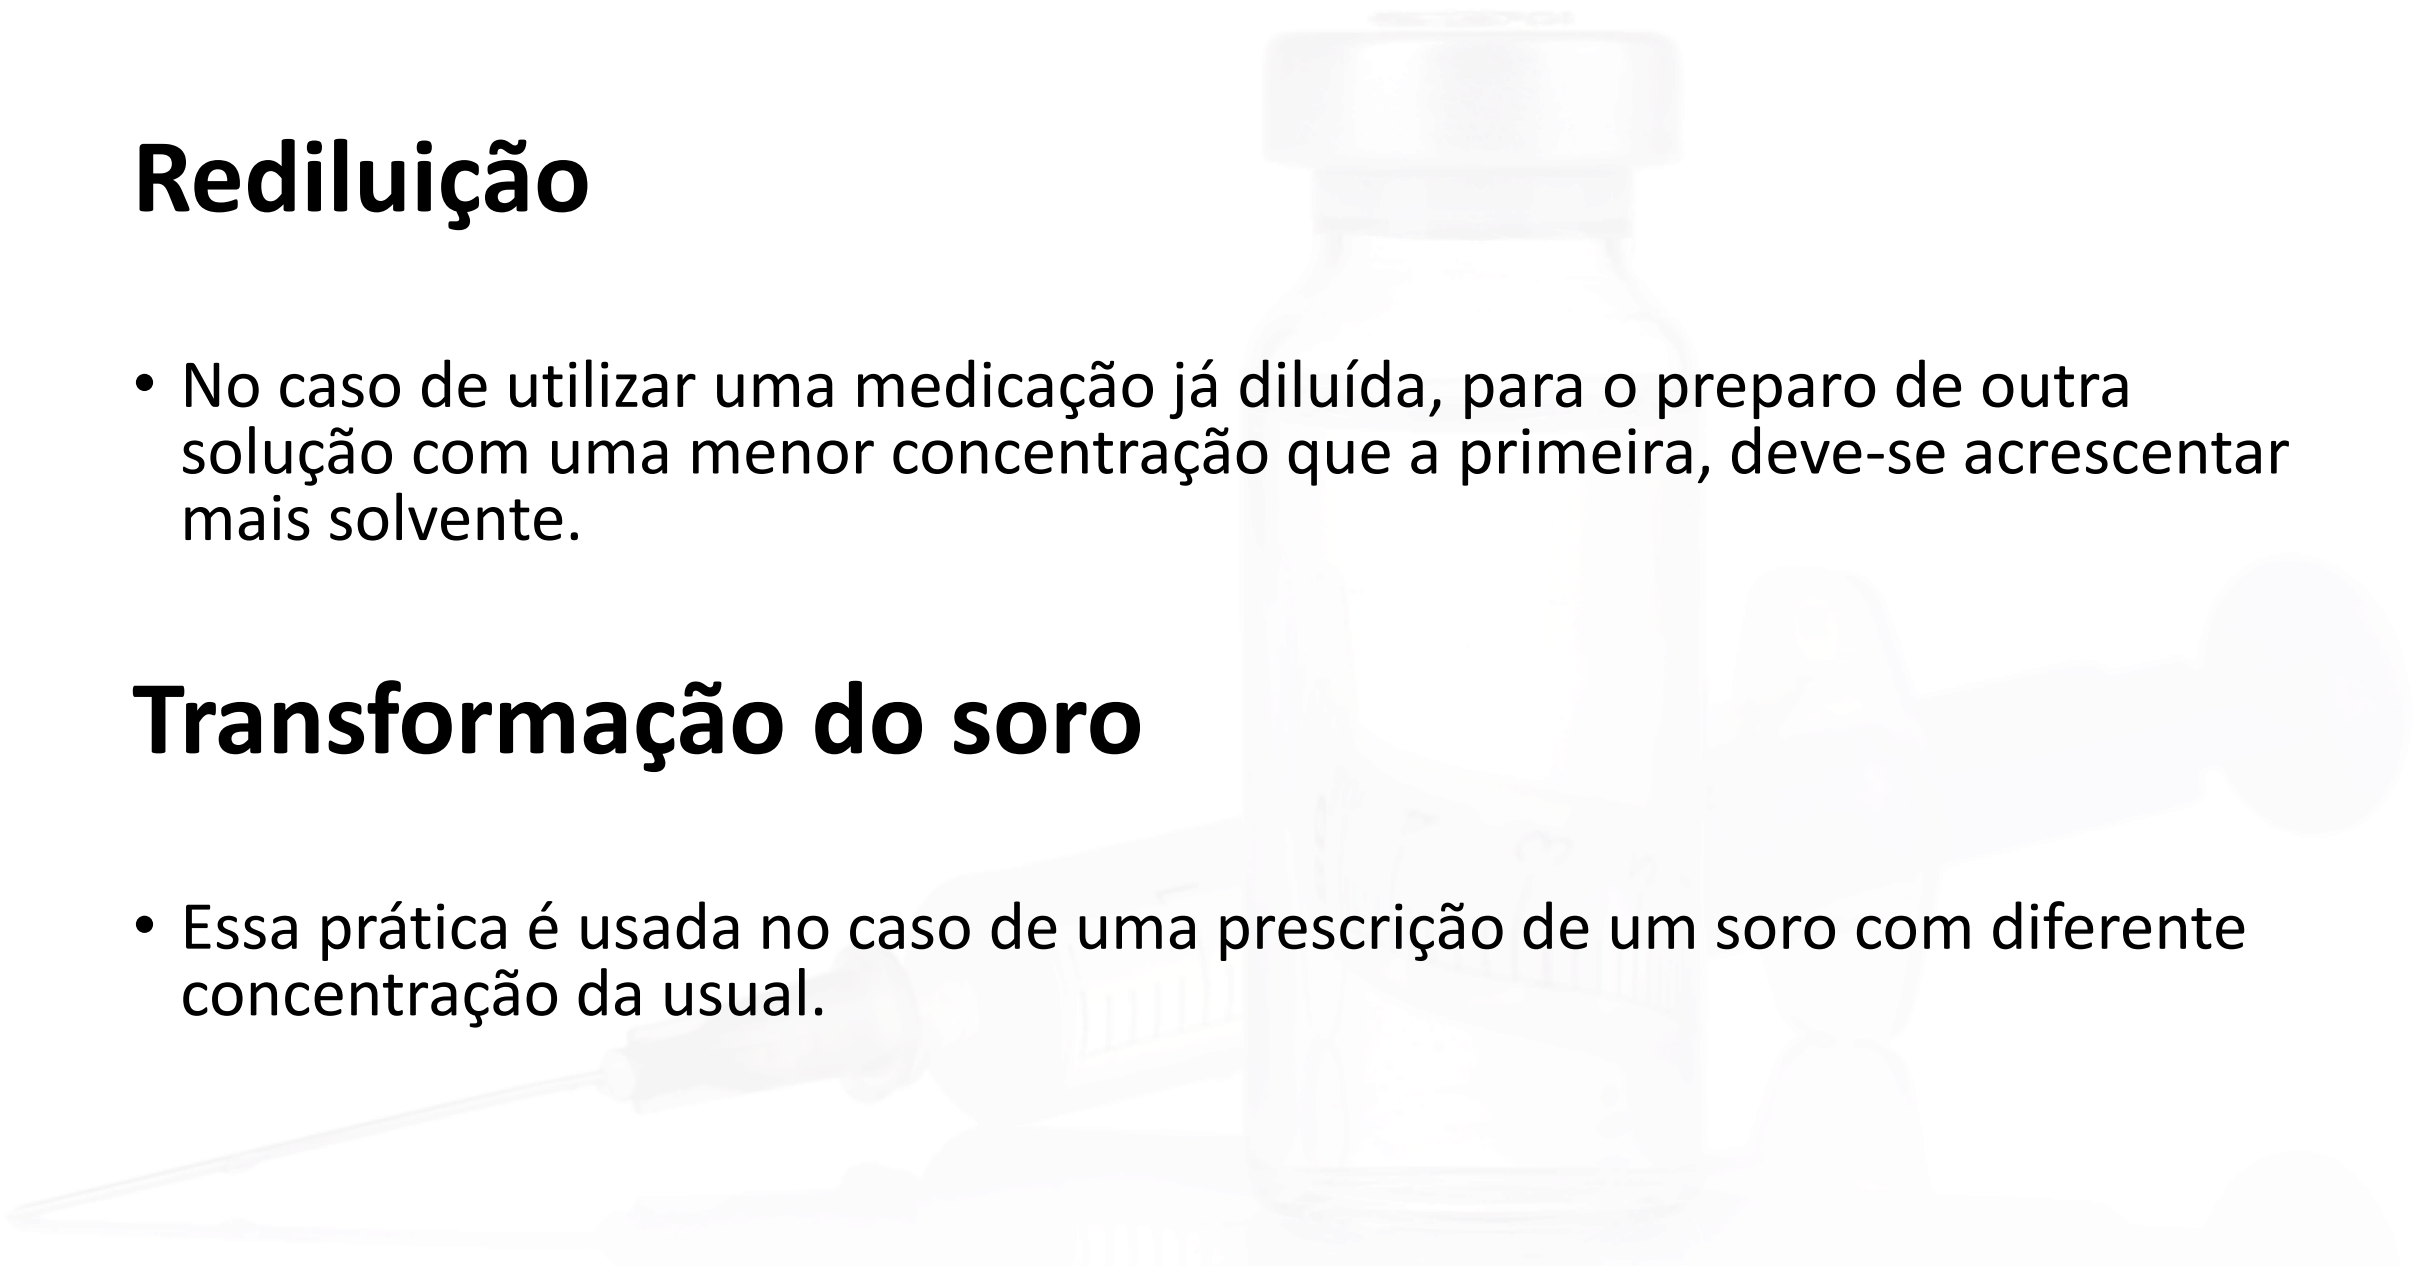 Rediluição
• No caso de utilizar uma medicação já diluída, para o preparo de outra
solução com uma menor concentração que a primeira, deve-se acrescentar
mais solvente.
Transformação do soro
• Essa prática é usada no caso de uma prescrição de um soro com diferente
concentração da usual.